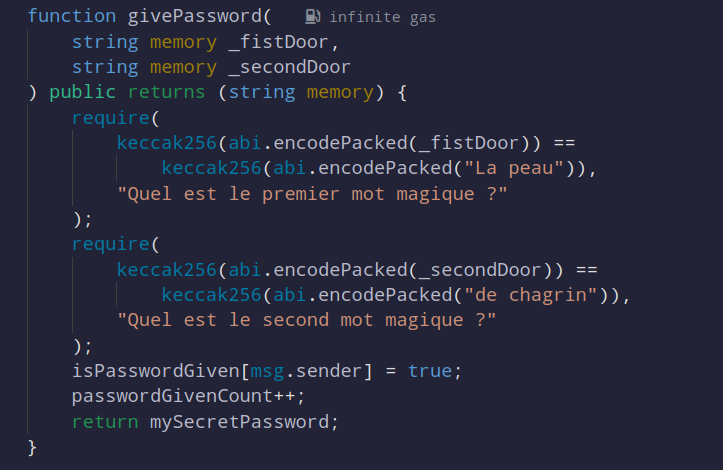 function givePassword( infinite gas
string memory _fistDoor,
string memory _secondDoor
) public returns (string memory) {
require(
keccak256(abi.encodePacked(_fistDoor)) ==
keccak256(abi.encodePacked("La peau")),
"Quel est le premier mot magique ?"
);
require(
keccak256(abi.encodePacked(_secondDoor)) ==
keccak256(abi.encodePacked("de chagrin")),
"Quel est le second mot magique ?"
);
isPasswordGiven[msg.sender] = true;
passwordGivenCount++;
return mySecretPassword;
}